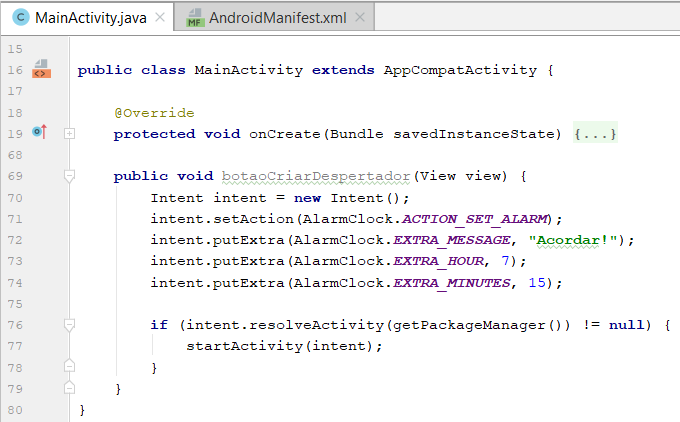 MainActivity.java AndroidManifest.xml
15
16 public class MainActivity extends AppCompatActivity {
17
18 @Override
19 protected void onCreate(Bundle savedInstanceState) {...}
68
69 public void botaoCriarDespertador(View view) {
70 Intent intent = new Intent();
71 intent.setAction(AlarmClock.ACTION_SET_ALARM);
72 intent.putExtra(AlarmClock.EXTRA_MESSAGE, "Acordar!");
73 intent.putExtra(AlarmClock.EXTRA_HOUR, 7);
74 intent.putExtra(AlarmClock.EXTRA_MINUTES, 15);
75
76 if (intent.resolveActivity(getPackageManager()) != null) {
77 startActivity(intent);
78 }
79 }
80 }